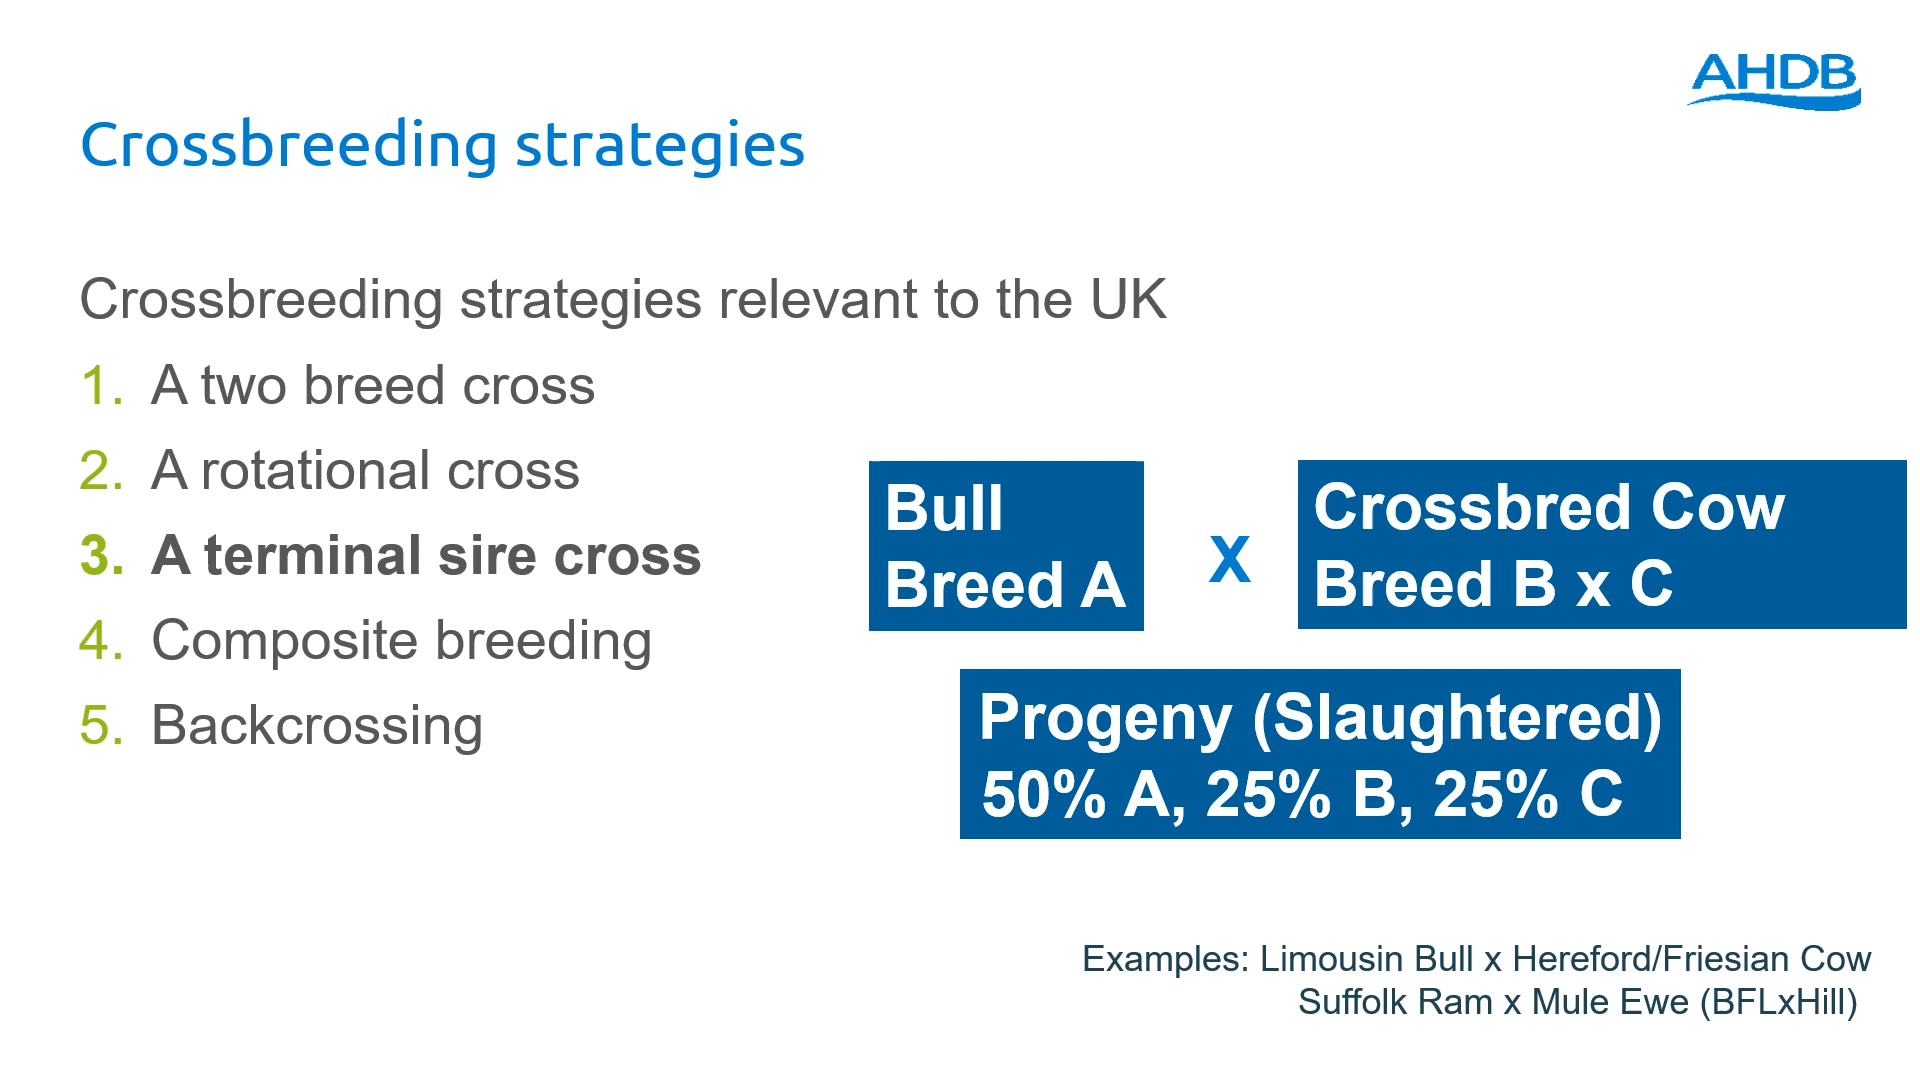 AHDB
Crossbreeding strategies
Crossbreeding strategies relevant to the UK
1. A two breed cross
2. A rotational cross
3. A terminal sire cross
4. Composite breeding
5. Backcrossing
Bull
Breed A
X
Crossbred Cow
Breed B x C
Progeny (Slaughtered)
50% A, 25% B, 25% C
Examples: Limousin Bull x Hereford/Friesian Cow
Suffolk Ram x Mule Ewe (BFLxHill)